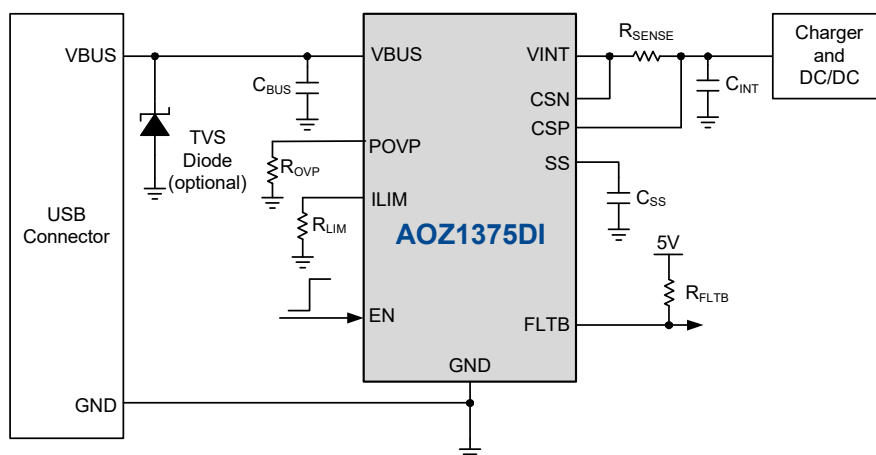 USB
Connector
VBUS
GND
TVS
Diode
(optional)
CBUS
ROVP
RLIM
VBUS
POVP
ILIM
EN
AOZ1375DI
VINT
CSN
CSP
SS
FLTB
GND
RSENSE
CINT
CSS
5V
RFLTB
Charger
and
DC/DC